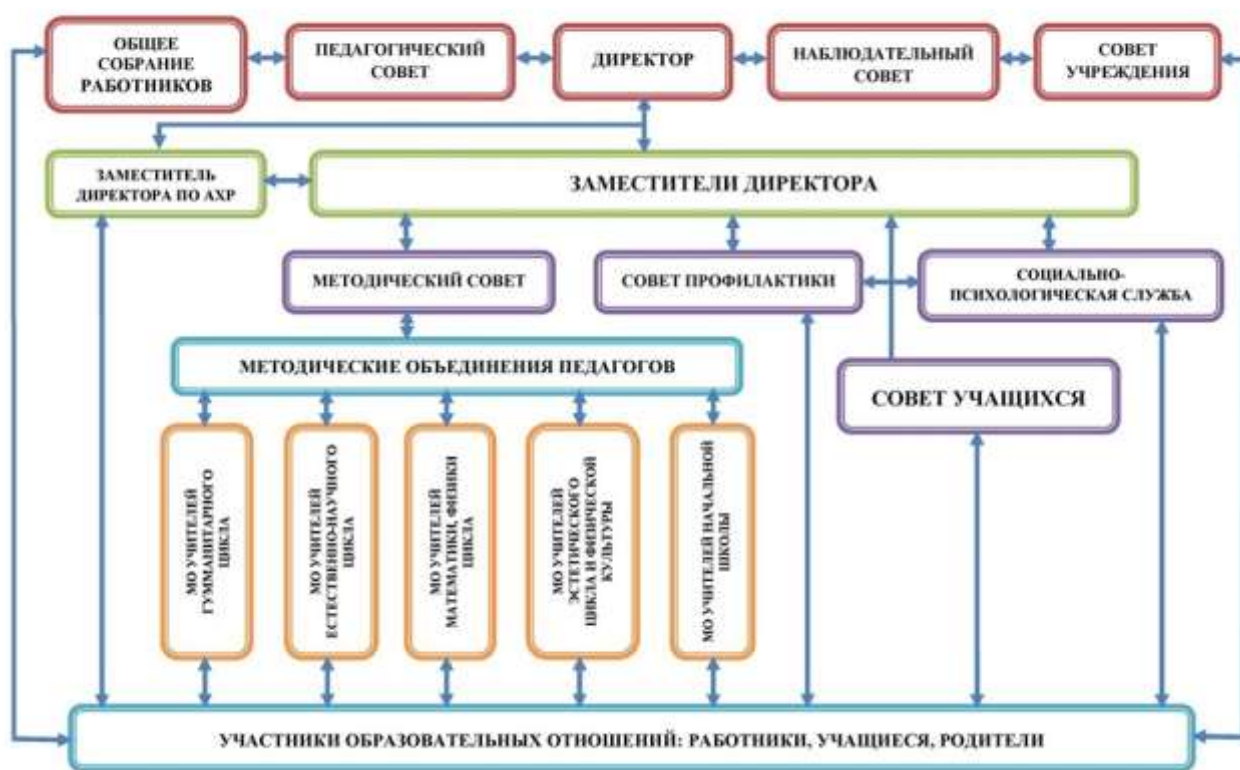 ОБЩЕЕ
СОБРАНИЕ
РАБОТНИКОВ
ПЕДАГОГИЧЕСКИЙ
СОВЕТ
ДИРЕКТОР
НАБЛЮДАТЕЛЬНЫЙ
СОВЕТ
СОВЕТ
УЧРЕЖДЕНИЯ
ЗАМЕСТИТЕЛЬ
ДИРЕКТОРА ПО АХР
ЗАМЕСТИТЕЛИ ДИРЕКТОРА
МЕТОДИЧЕСКИЙ СОВЕТ
СОВЕТ ПРОФИЛАКТИКИ
СОЦИАЛЬНО-
ПСИХОЛОГИЧЕСКАЯ СЛУЖБА
МЕТОДИЧЕСКИЕ ОБЪЕДИНЕНИЯ ПЕДАГОГОВ
СОВЕТ УЧАЩИХСЯ
МО УЧИТЕЛЕЙ
ГУММАНИТАРНОГО
ЦИКЛА
МО УЧИТЕЛЕЙ
ЕСТЕСТВЕННО-НАУЧНОГО
ЦИКЛА
МО УЧИТЕЛЕЙ
МАТЕМАТИКИ, ФИЗИКИ
ЦИКЛА
МО УЧИТЕЛЕЙ
ЭСТЕТИЧЕСКОГО
ЦИКЛА И ФИЗИЧЕСКОЙ
КУЛЬТУРЫ
МО УЧИТЕЛЕЙ НАЧАЛЬНОЙ
ШКОЛЫ
УЧАСТНИКИ ОБРАЗОВАТЕЛЬНЫХ ОТНОШЕНИЙ: РАБОТНИКИ, УЧАЩИЕСЯ, РОДИТЕЛИ